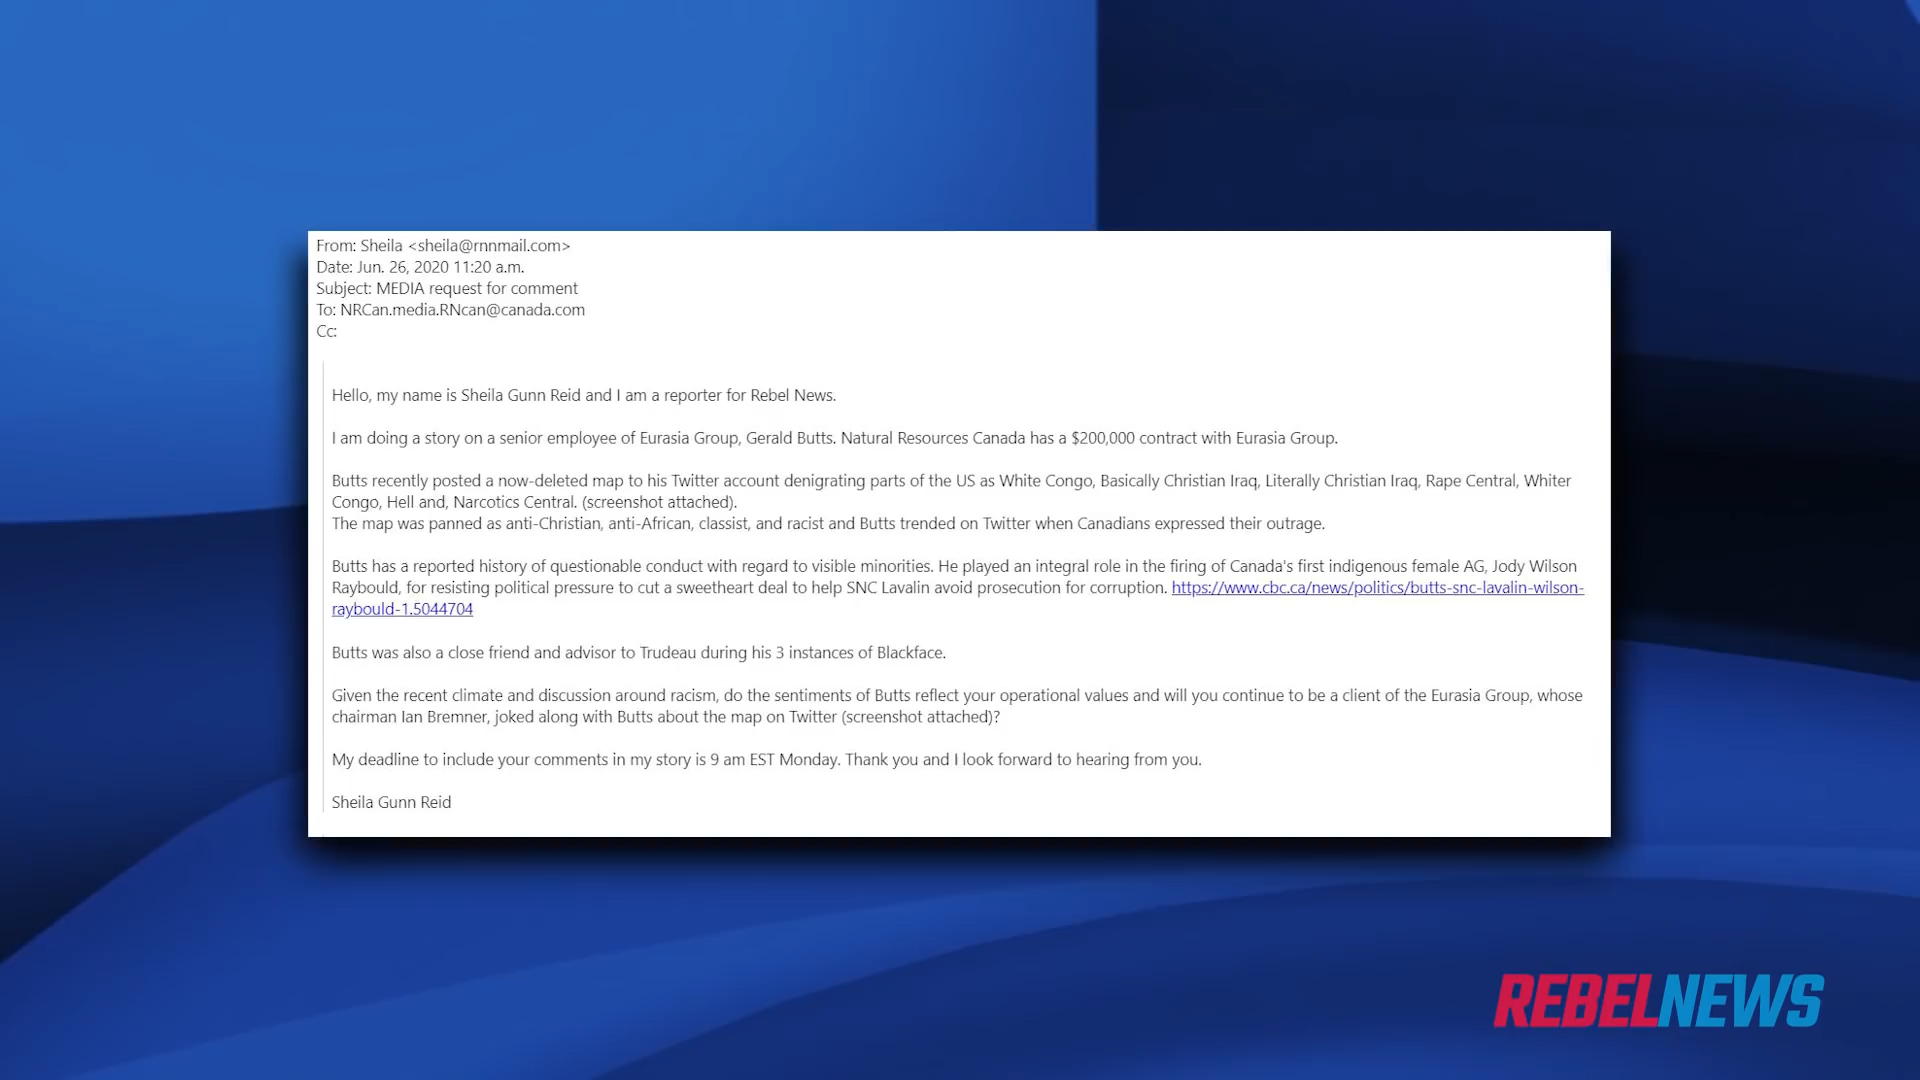 From: Sheila <sheila@rnnmail.com>
Date: Jun. 26, 2020 11:20 a.m.
Subject: MEDIA request for comment
To: NRCan.media.RNcan@canada.com
Cc:
Hello, my name is Sheila Gunn Reid and I am a reporter for Rebel News.
I am doing a story on a senior employee of Eurasia Group, Gerald Butts. Natural Resources Canada has a $200,000 contract with Eurasia Group.
Butts recently posted a now-deleted map to his Twitter account denigrating parts of the US as White Congo, Basically Christian Iraq, Literally Christian Iraq, Rape Central, Whiter
Congo, Hell and, Narcotics Central. (screenshot attached).
The map was panned as anti-Christian, anti-African, classist, and racist and Butts trended on Twitter when Canadians expressed their outrage.
Butts has a reported history of questionable conduct with regard to visible minorities. He played an integral role in the firing of Canada's first indigenous female AG, Jody Wilson
Raybould, for resisting political pressure to cut a sweetheart deal to help SNC Lavalin avoid prosecution for corruption. https://www.cbc.ca/news/politics/butts-snc-lavalin-wilson-
raybould-1.5044704
Butts was also a close friend and advisor to Trudeau during his 3 instances of Blackface.
Given the recent climate and discussion around racism, do the sentiments of Butts reflect your operational values and will you continue to be a client of the Eurasia Group, whose
chairman Ian Bremner, joked along with Butts about the map on Twitter (screenshot attached)?
My deadline to include your comments in my story is 9 am EST Monday. Thank you and I look forward to hearing from you.
Sheila Gunn Reid
REBELNEWS